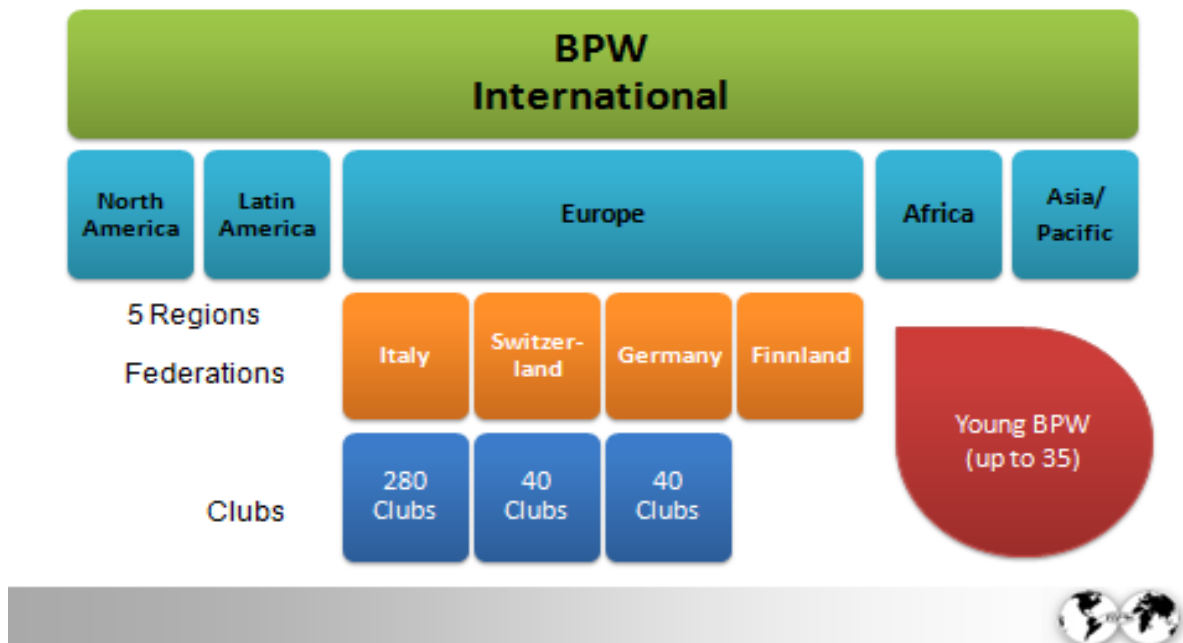 BPW
International
North
America
Latin
America
Europe
Africa
Asia/
Pacific
5 Regions
Federations
Italy
Switzer-
land
Germany
Finnland
Clubs
280
Clubs
40
Clubs
40
Clubs
Young BPW
(up to 35)